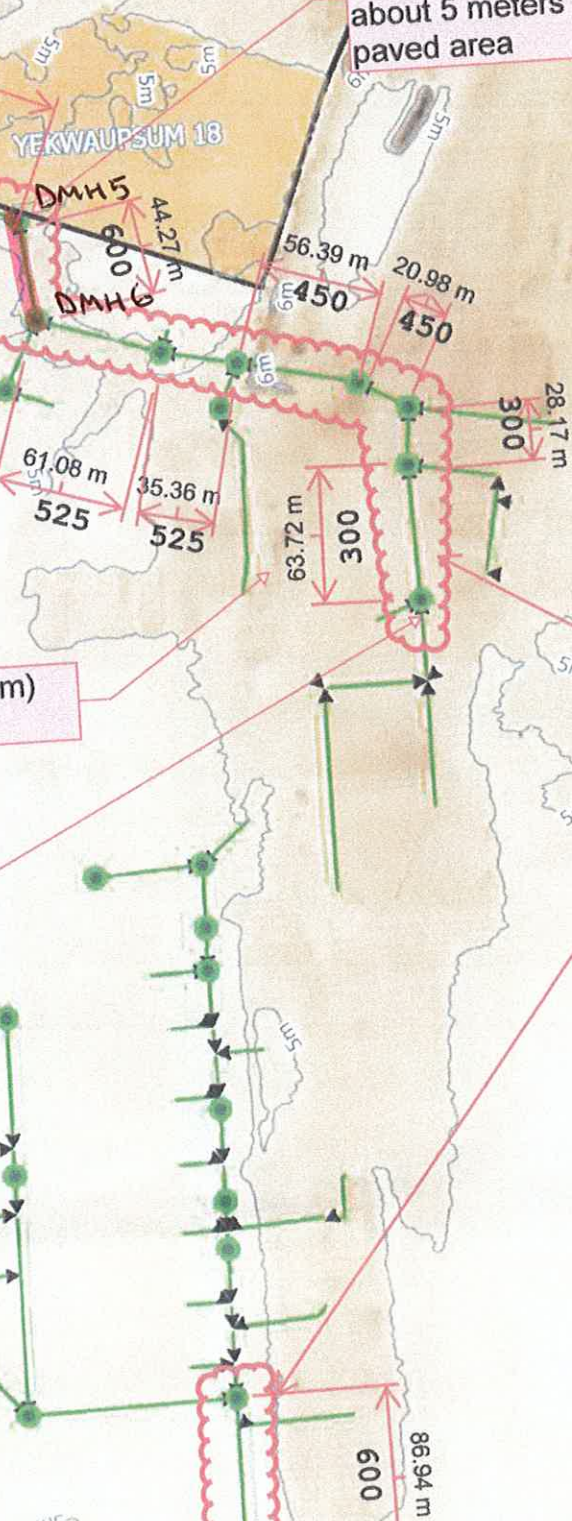 about 5 meters
paved area
5m
5m
5m
YEKWAUPSUM 18
5m
DMH5
44.27 m
600
DMH6
56.39 m
450
20.98 m
450
6m
6m
28.17 m
300
61.08 m
525
35.36 m
525
5m
63.72 m
300
m)
5m
86.94 m
600